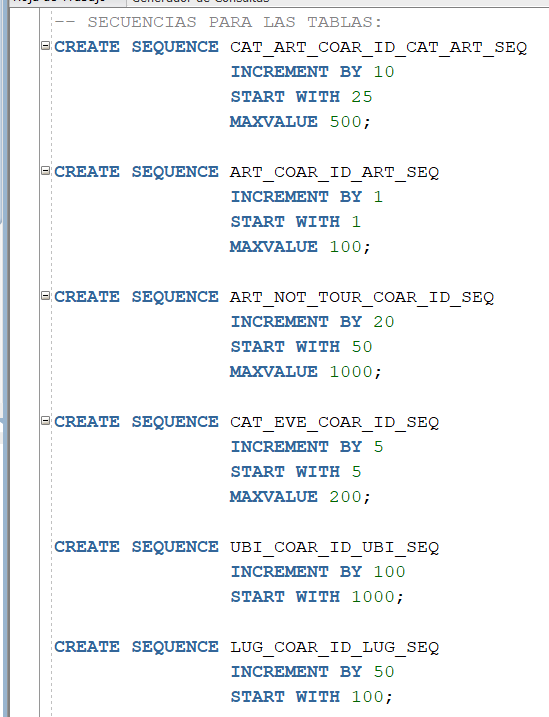 -- SECUENCIAS PARA LAS TABLAS:
CREATE SEQUENCE CAT_ART_COAR_ID_CAT_ART_SEQ
INCREMENT BY 10
START WITH 25
MAXVALUE 500;
CREATE SEQUENCE ART_COAR_ID_ART_SEQ
INCREMENT BY 1
START WITH 1
MAXVALUE 100;
CREATE SEQUENCE ART_NOT_TOUR_COAR_ID_SEQ
INCREMENT BY 20
START WITH 50
MAXVALUE 1000;
CREATE SEQUENCE CAT_EVE_COAR_ID_SEQ
INCREMENT BY 5
START WITH 5
MAXVALUE 200;
CREATE SEQUENCE UBI_COAR_ID_UBI_SEQ
INCREMENT BY 100
START WITH 1000;
CREATE SEQUENCE LUG_COAR_ID_LUG_SEQ
INCREMENT BY 50
START WITH 100;